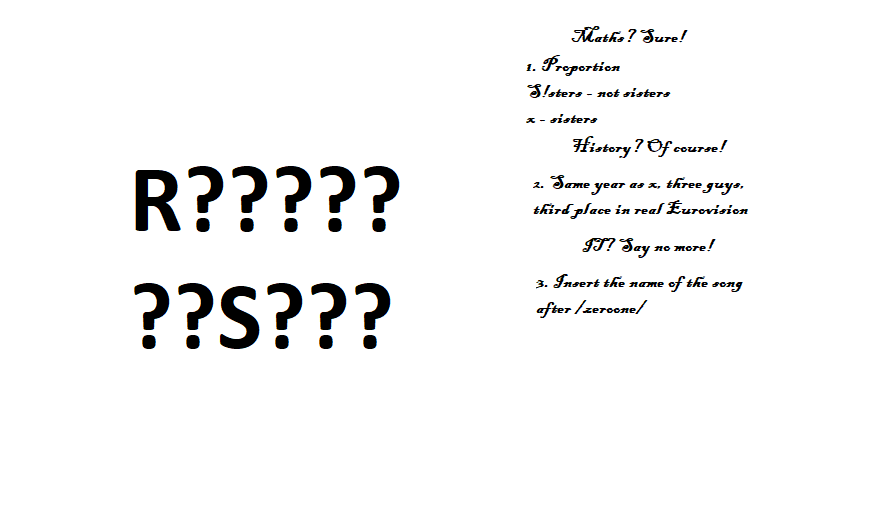 R?????
??S???
Maths? Sure!
1. Proportion
S!sters - not sisters
x - sisters
History? Of course!
2. Same year as x, three guys,
third place in real Eurovision
IT? Say no more!
3. Insert the name of the song
after /zeroone/